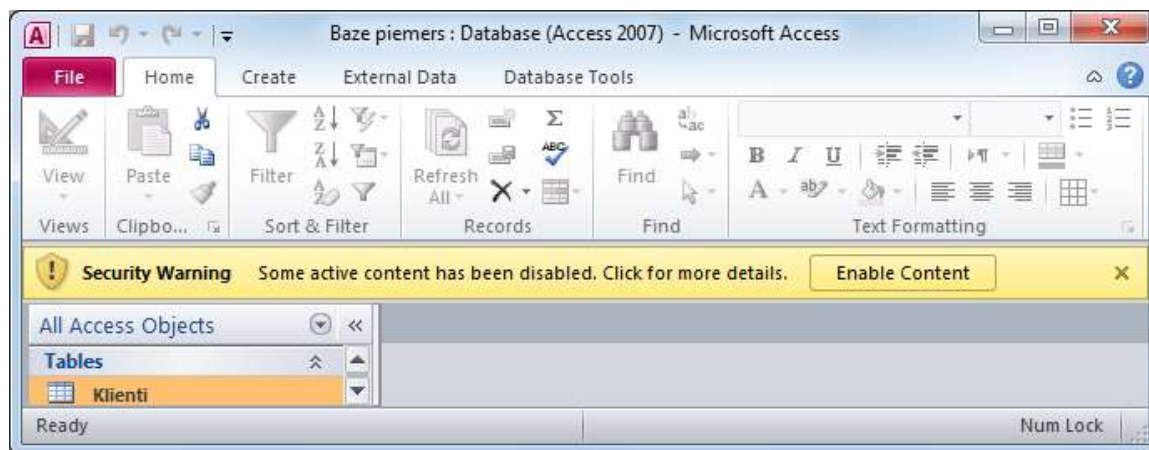 Baze piemers : Database (Access 2007) - Microsoft Access
File Home Create External Data Database Tools
View Paste Filter Refresh All Find
Views Clipbo... Sort & Filter Records Find Text Formatting
Security Warning Some active content has been disabled. Click for more details. Enable Content
All Access Objects
Tables
Klienti
Ready Num Lock